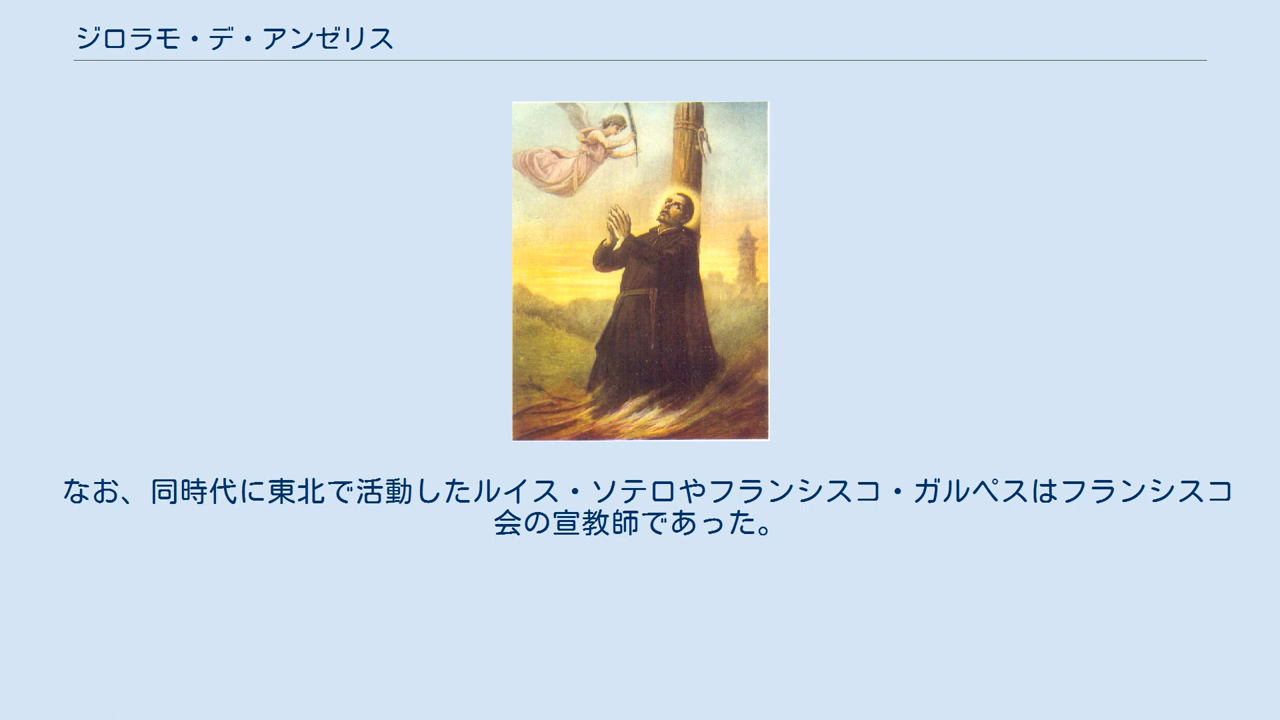 ジロラモ・デ・アンゼリス
なお、同時代に東北で活動したルイス・ソテロやフランシスコ・ガルペスはフランシスコ
会の宣教師であった。